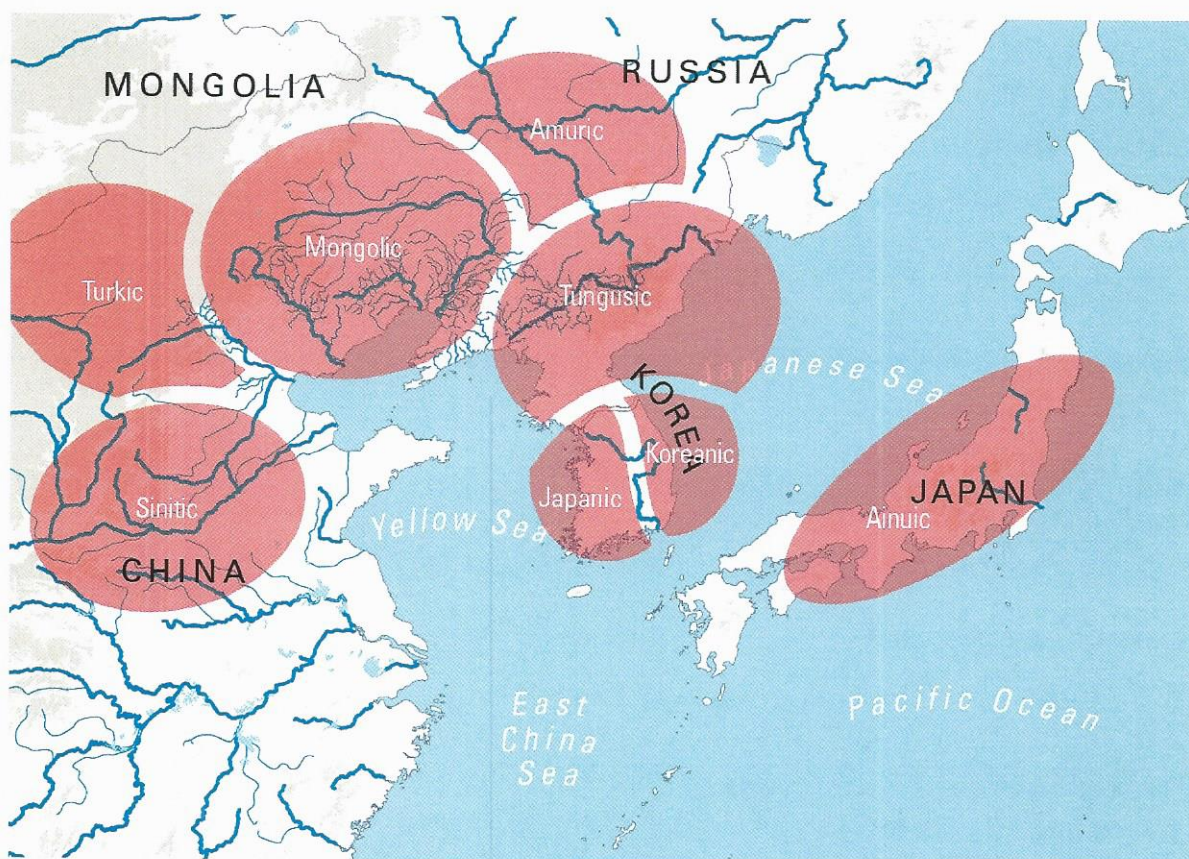 MONGOLIA
RUSSIA
Amuric
Mongolic
Turkic
Tungusic
Japanese Sea
KOREA
Koreanic
Japanic
JAPAN
Ainuic
Sinitic
Yellow Sea
CHINA
East
China
Sea
Pacific Ocean